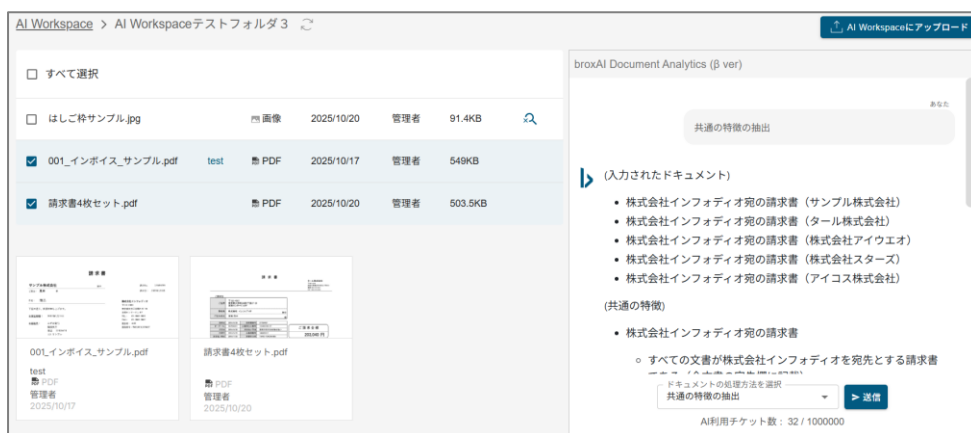 AI Workspace > AI Workspaceテストフォルダ３
AI Workspaceにアップロード
すべて選択
はしご枠サンプル.jpg 画像 2025/10/20 管理者 91.4KB
001_インボイス_サンプル.pdf test PDF 2025/10/17 管理者 549KB
請求書4枚セット.pdf PDF 2025/10/20 管理者 503.5KB
請求書
サンプル株式会社
001_インボイス_サンプル.pdf
test
PDF
管理者
2025/10/17
請求書
請求書4枚セット.pdf
PDF
管理者
2025/10/20
broxAI Document Analytics (β ver)
あなた
共通の特徴の抽出
(入力されたドキュメント)
株式会社インフォディオ宛の請求書（サンプル株式会社）
株式会社インフォディオ宛の請求書（タール株式会社）
株式会社インフォディオ宛の請求書（株式会社アイウエオ）
株式会社インフォディオ宛の請求書（株式会社スターズ）
株式会社インフォディオ宛の請求書（アイコス株式会社）
(共通の特徴)
株式会社インフォディオの請求書
すべての文書が株式会社インフォディオを宛先とする請求書
ドキュメントの処理方法を選択
共通の特徴の抽出
送信
AI利用チケット数： 32 / 1000000